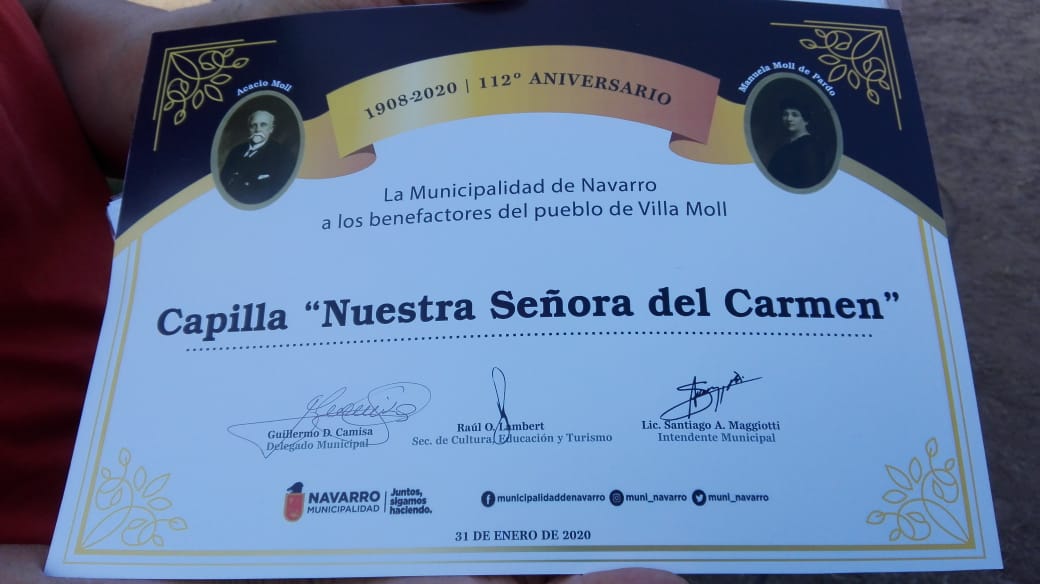 Acacio Moll
1908-2020 | 112º ANIVERSARIO
Manuela Moll de Pardo
La Municipalidad de Navarro
a los benefactores del pueblo de Villa Moll
Capilla “Nuestra Señora del Carmen”
Guillermo D. Camisa
Delegado Municipal
Raúl O. Lambert
Sec. de Cultura, Educación y Turismo
Lic. Santiago A. Maggiotti
Intendente Municipal
NAVARRO
MUNICIPALIDAD
Juntos,
sigamos
haciendo.
municipalidaddenavarro muni_navarro muni_navarro
31 DE ENERO DE 2020